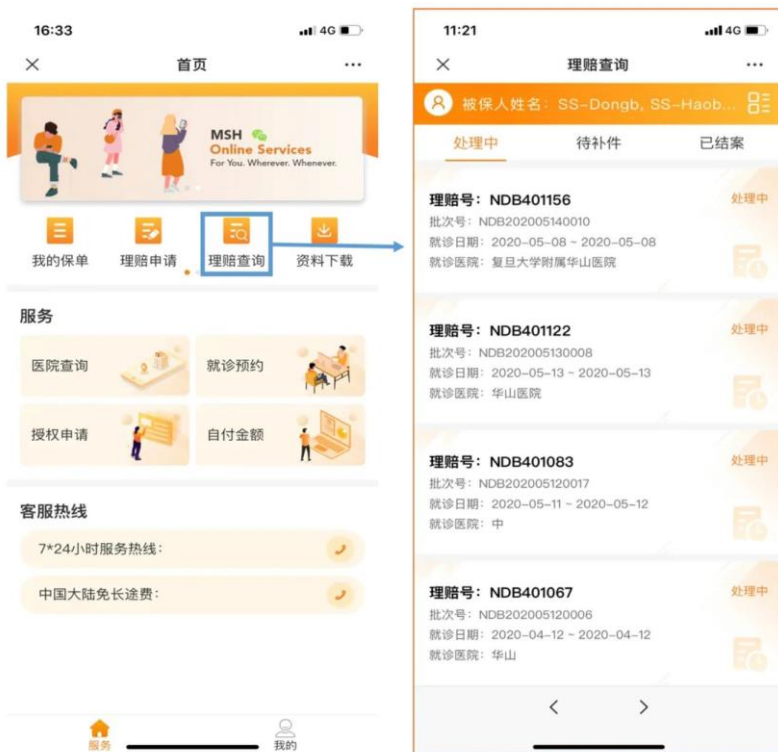 16:33
4G
首页
MSH
Online Services
For You. Wherever. Whenever.
我的保单
理赔申请
理赔查询
资料下载
服务
医院查询
就诊预约
授权申请
自付金额
客服热线
7*24小时服务热线：
中国大陆免长途费：
服务
我的
11:21
4G
理赔查询
被保人姓名：SS-Dongb, SS-Haob...
处理中
待补件
已结案
理赔号：NDB401156
处理中
批次号：NDB202005140010
就诊日期：2020-05-08 ~ 2020-05-08
就诊医院：复旦大学附属华山医院
理赔号：NDB401122
处理中
批次号：NDB202005130008
就诊日期：2020-05-13 ~ 2020-05-13
就诊医院：华山医院
理赔号：NDB401083
处理中
批次号：NDB202005120017
就诊日期：2020-05-11 ~ 2020-05-12
就诊医院：中
理赔号：NDB401067
处理中
批次号：NDB202005120006
就诊日期：2020-04-12 ~ 2020-04-12
就诊医院：华山